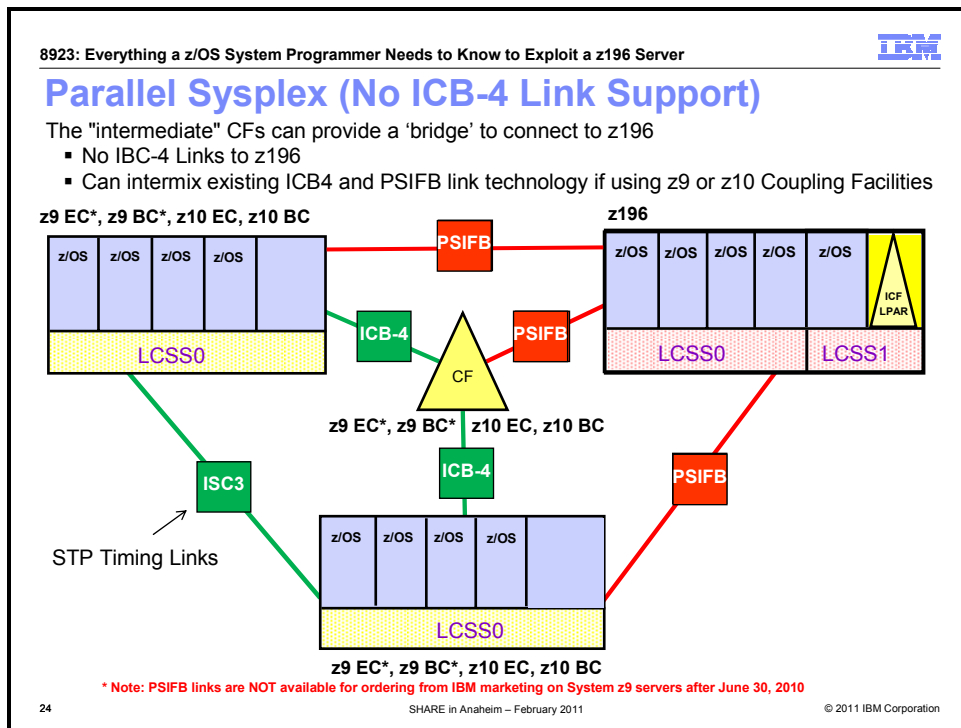 8923: Everything a z/OS System Programmer Needs to Know to Exploit a z196 Server
IBM
Parallel Sysplex (No ICB-4 Link Support)
The "intermediate" CFs can provide a ‘bridge’ to connect to z196
▪ No IBC-4 Links to z196
▪ Can intermix existing ICB4 and PSIFB link technology if using z9 or z10 Coupling Facilities
z9 EC*, z9 BC*, z10 EC, z10 BC
z/OS z/OS z/OS z/OS
LCSS0
PSIFB
z196
z/OS z/OS z/OS z/OS z/OS
ICF
LPAR
LCSS0 LCSS1
ICB-4
PSIFB
CF
z9 EC*, z9 BC* z10 EC, z10 BC
ICB-4
ISC3
PSIFB
STP Timing Links
z/OS z/OS z/OS z/OS
LCSS0
z9 EC*, z9 BC*, z10 EC, z10 BC
* Note: PSIFB links are NOT available for ordering from IBM marketing on System z9 servers after June 30, 2010
24 SHARE in Anaheim – February 2011 © 2011 IBM Corporation